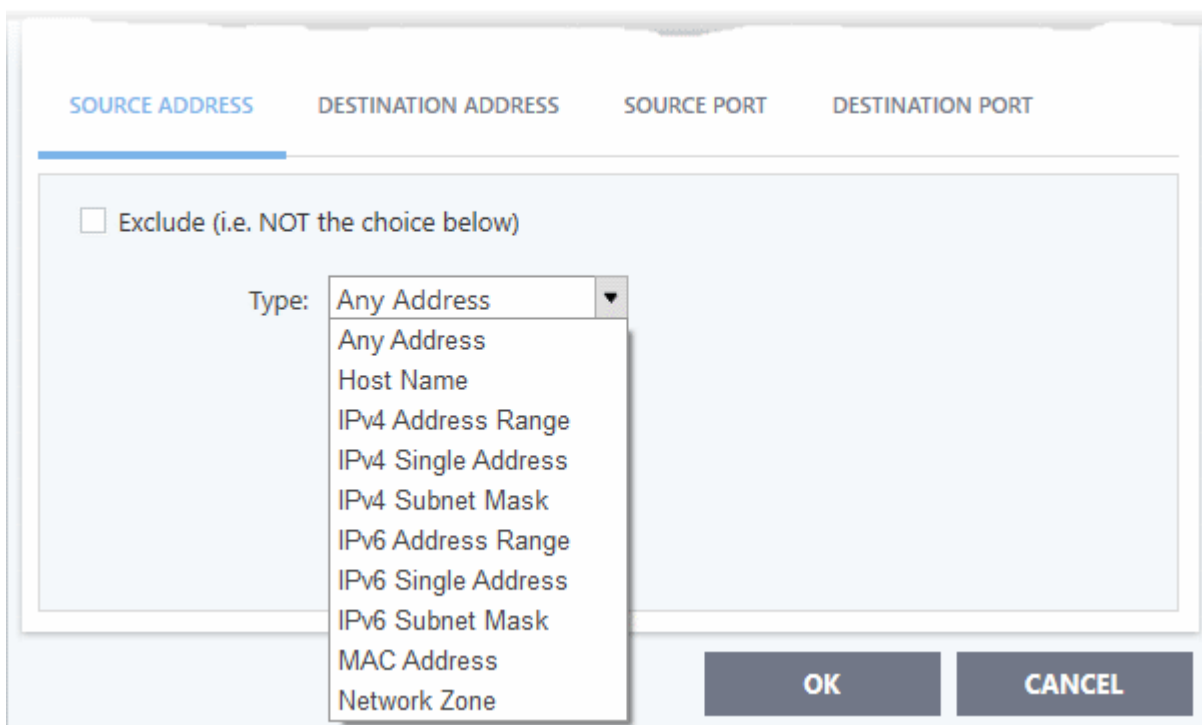 SOURCE ADDRESS DESTINATION ADDRESS SOURCE PORT DESTINATION PORT
Exclude (i.e. NOT the choice below)
Type: Any Address
Any Address
Host Name
IPv4 Address Range
IPv4 Single Address
IPv4 Subnet Mask
IPv6 Address Range
IPv6 Single Address
IPv6 Subnet Mask
MAC Address
Network Zone
OK CANCEL